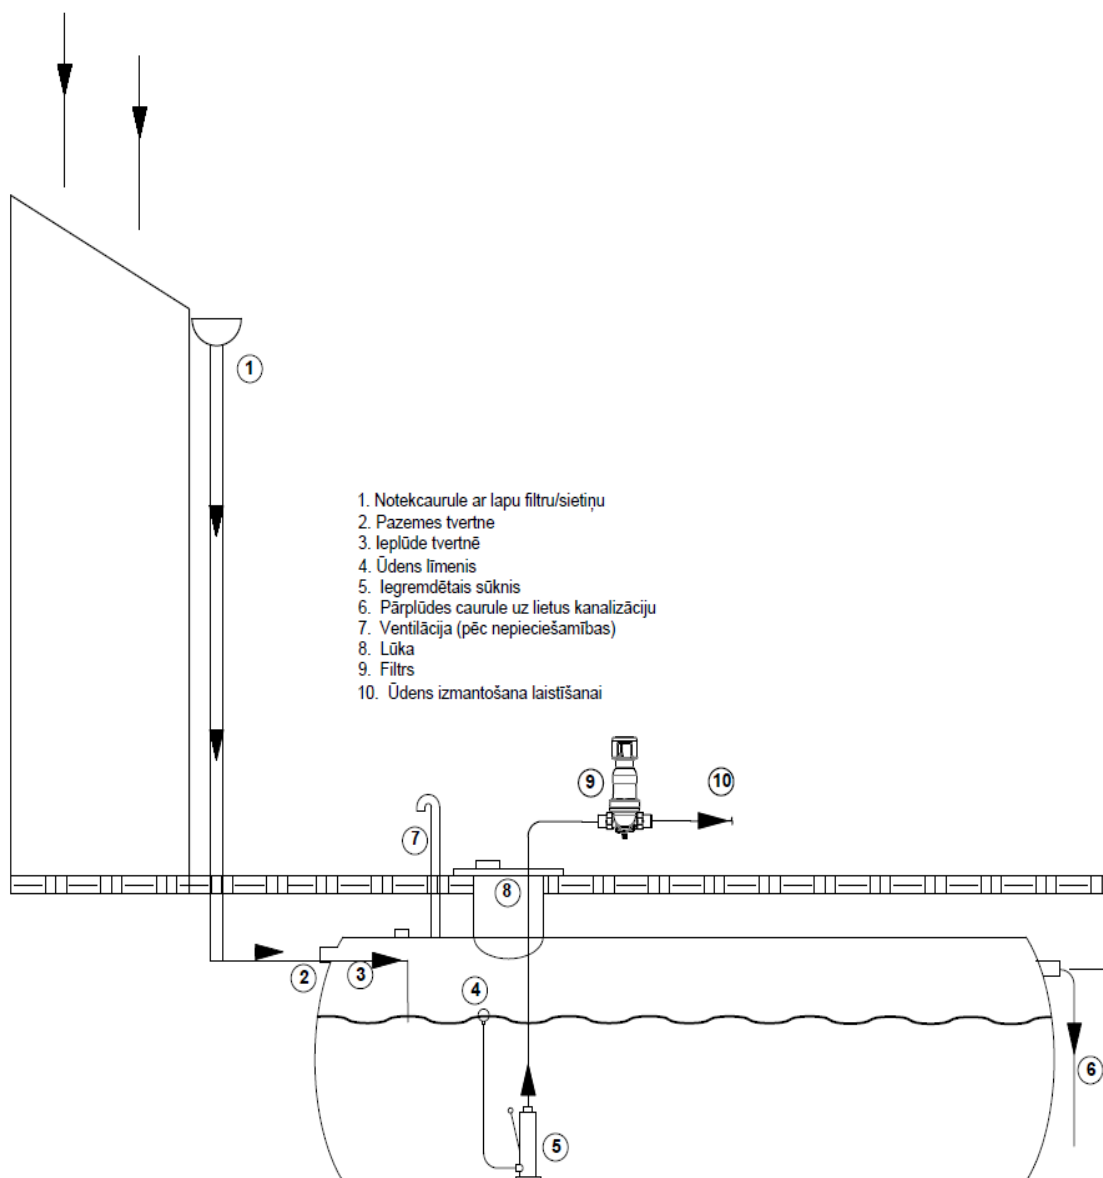 1
1. Notekcaurule ar lapu filtru/sietiņu
2. Pazemes tvertne
3. Ieplūde tvertnē
4. Ūdens līmenis
5. Iegremdētais sūknis
6. Pārplūdes caurule uz lietus kanalizāciju
7. Ventilācija (pēc nepieciešamības)
8. Lūka
9. Filtrs
10. Ūdens izmantošana laistīšanai
9
10
7
8
2
3
4
6
5